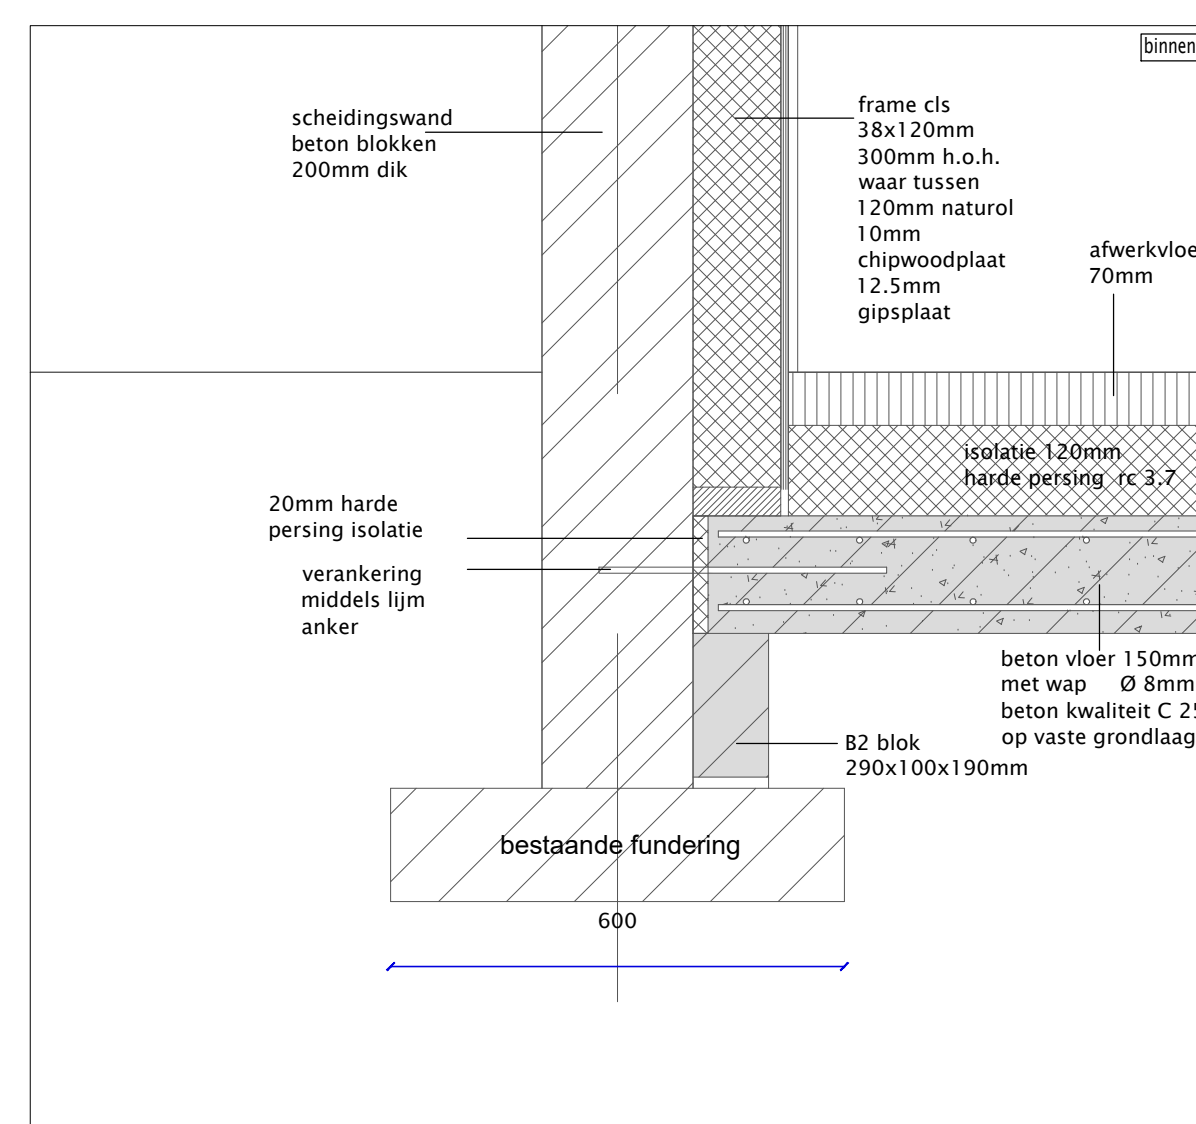 binnen
scheidingswand
beton blokken
200mm dik
frame cls
38x120mm
300mm h.o.h.
waar tussen
120mm naturol
10mm
chipwoodplaat
12.5mm
gipsplaat
afwerkvloe
70mm
isolatie 120mm
harde persing rc 3.7
20mm harde
persing isolatie
verankering
middels lijm
anker
beton vloer 150mm
met wap Ø 8mm
beton kwaliteit C 25
op vaste grondlaag
B2 blok
290x100x190mm
bestaande fundering
600